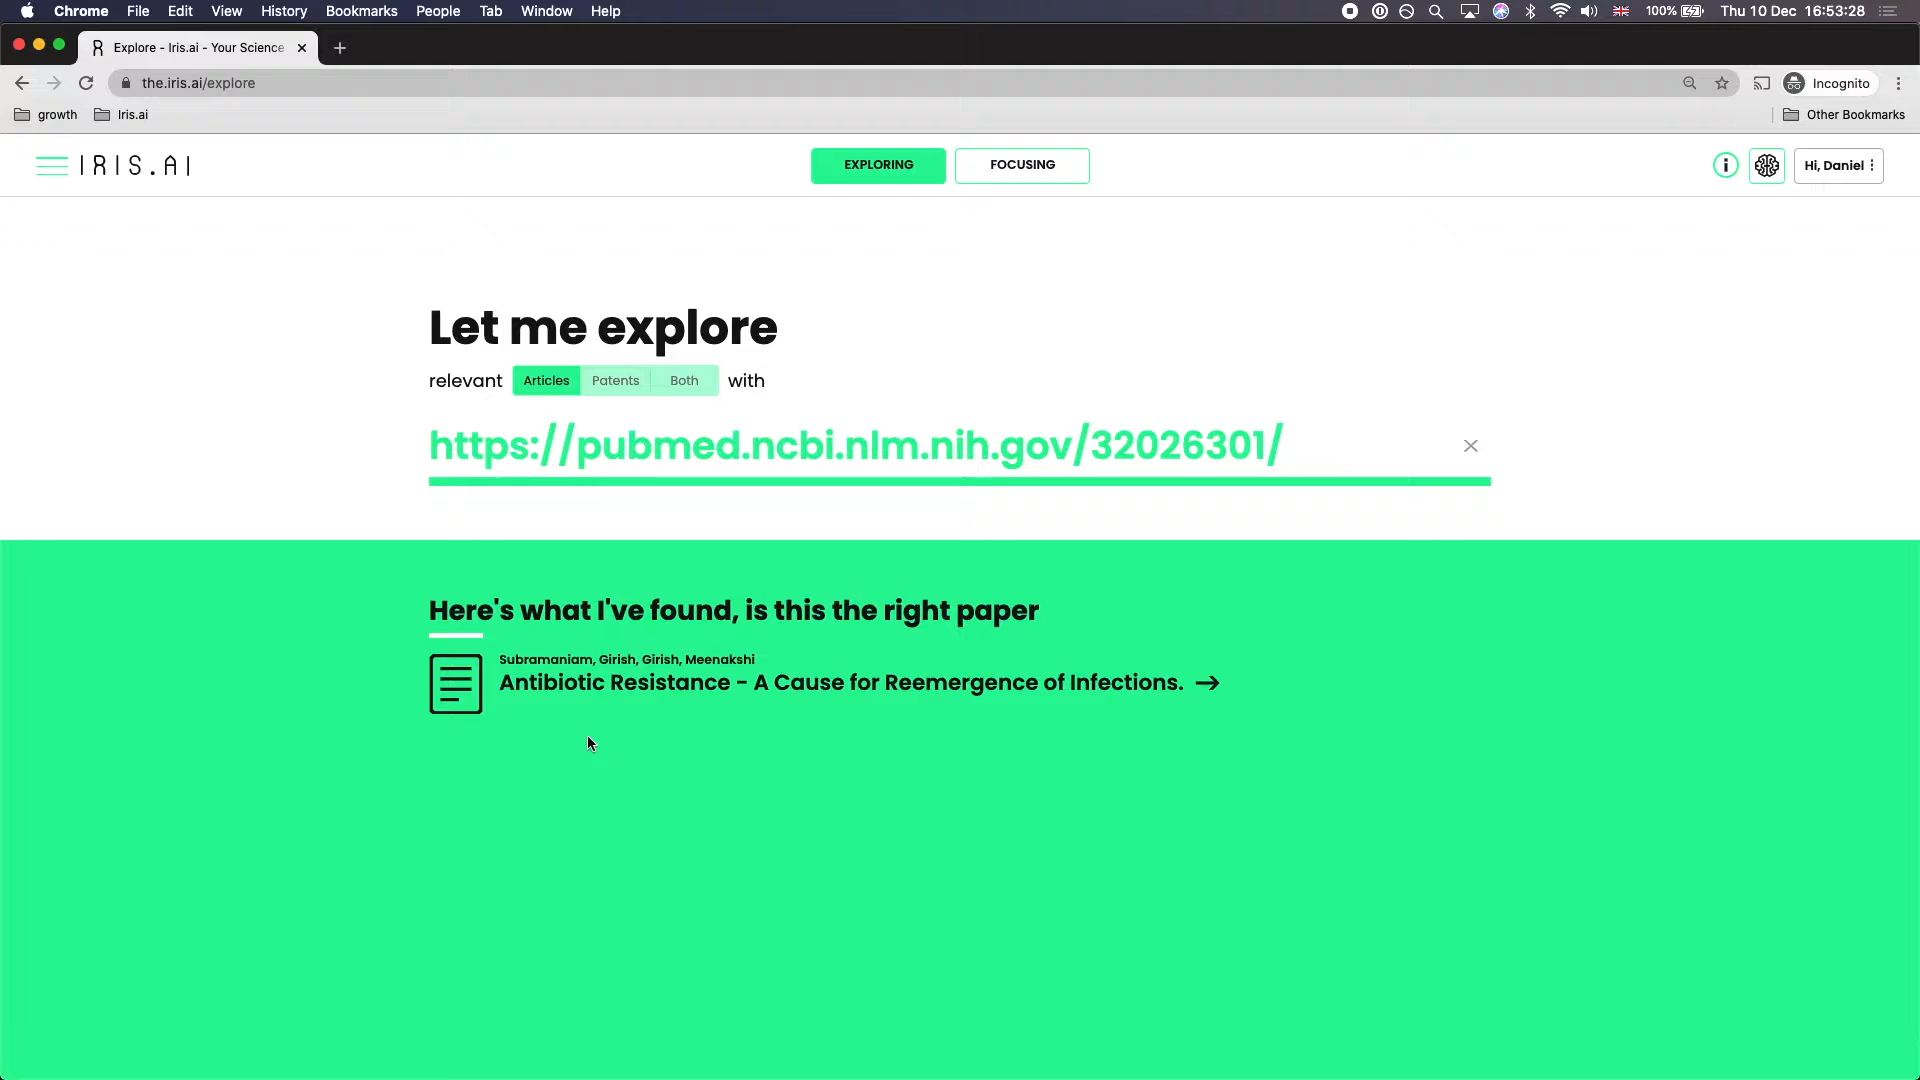 Chrome File Edit View History Bookmarks People Tab Window Help 100% Thu 10 Dec 16:53:28
Explore - Iris.ai - Your Science
the.iris.ai/explore Incognito
growth Iris.ai Other Bookmarks
IRIS.AI EXPLORING FOCUSING i Hi, Daniel
Let me explore
relevant Articles Patents Both with
https://pubmed.ncbi.nlm.nih.gov/32026301/
Here's what I've found, is this the right paper
Subramaniam, Girish, Girish, Meenakshi
Antibiotic Resistance - A Cause for Reemergence of Infections.